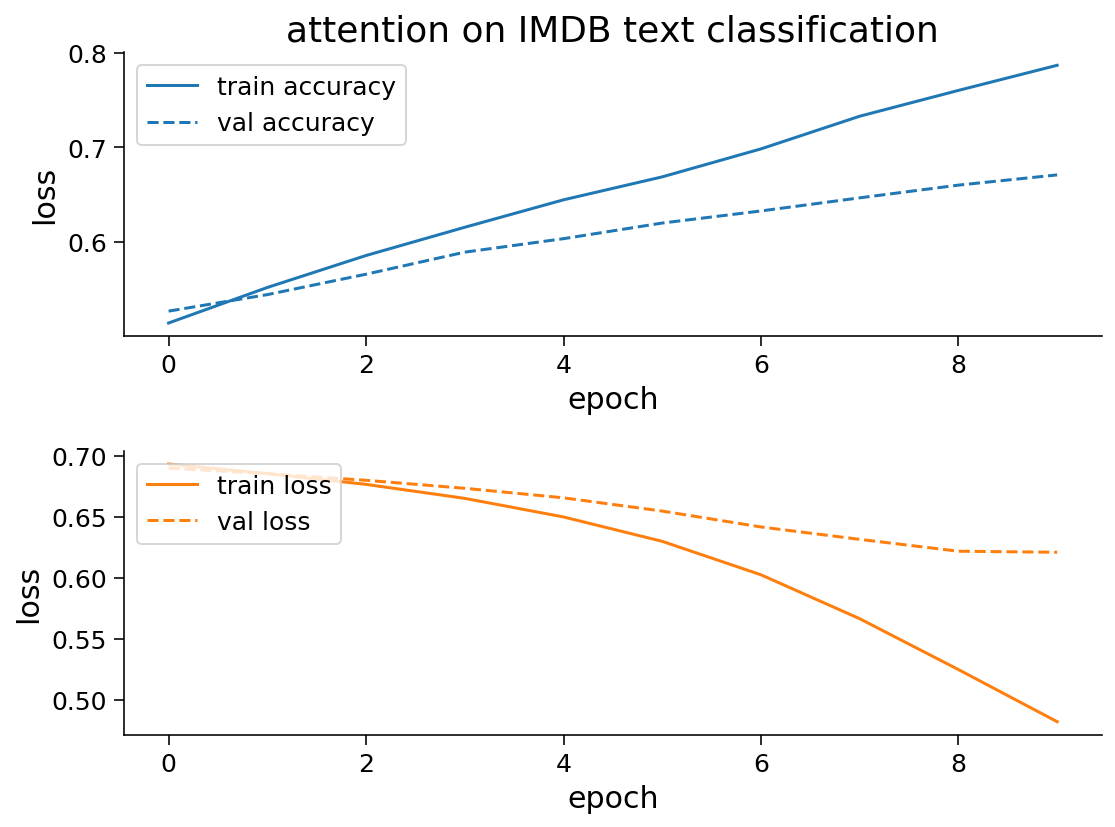 attention on IMDB text classification
0.8
0.7
0.6
loss
train accuracy
val accuracy
0 2 4 6 8
epoch
0.70
0.65
0.60
0.55
0.50
loss
train loss
val loss
0 2 4 6 8
epoch